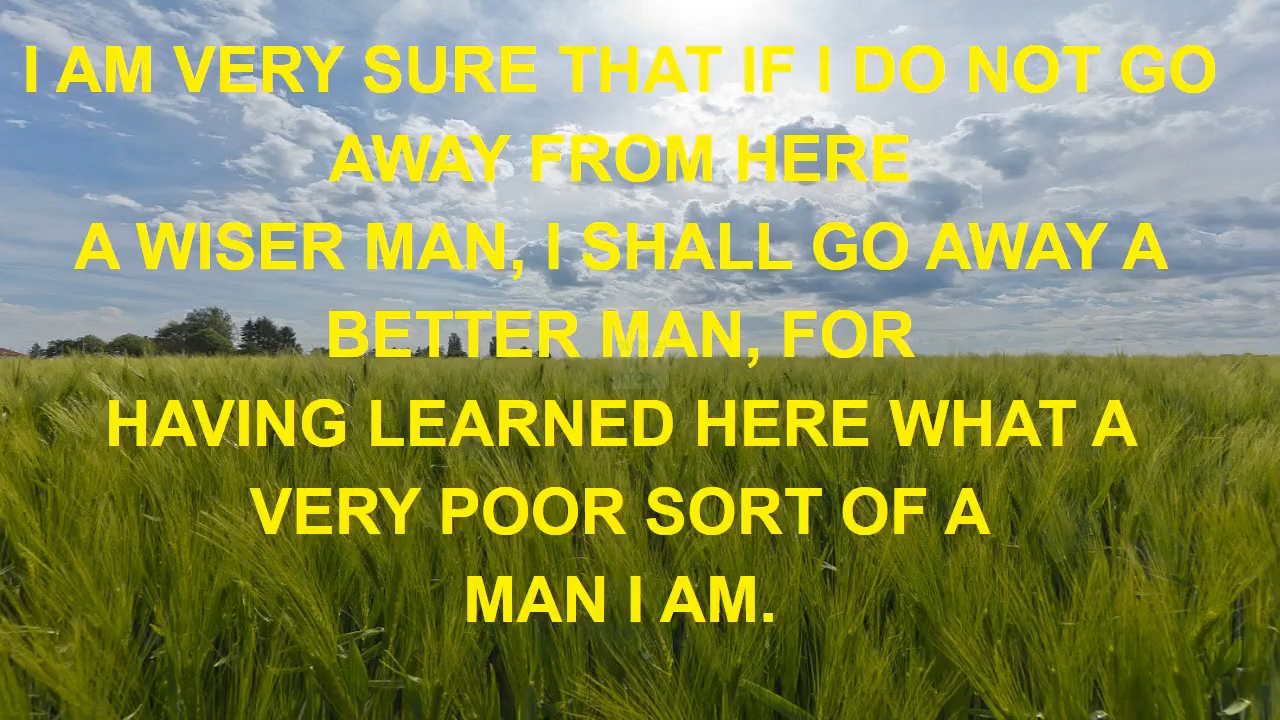 I AM VERY SURE THAT IF I DO NOT GO
AWAY FROM HERE
A WISER MAN, I SHALL GO AWAY A
BETTER MAN, FOR
HAVING LEARNED HERE WHAT A
VERY POOR SORT OF A
MAN I AM.